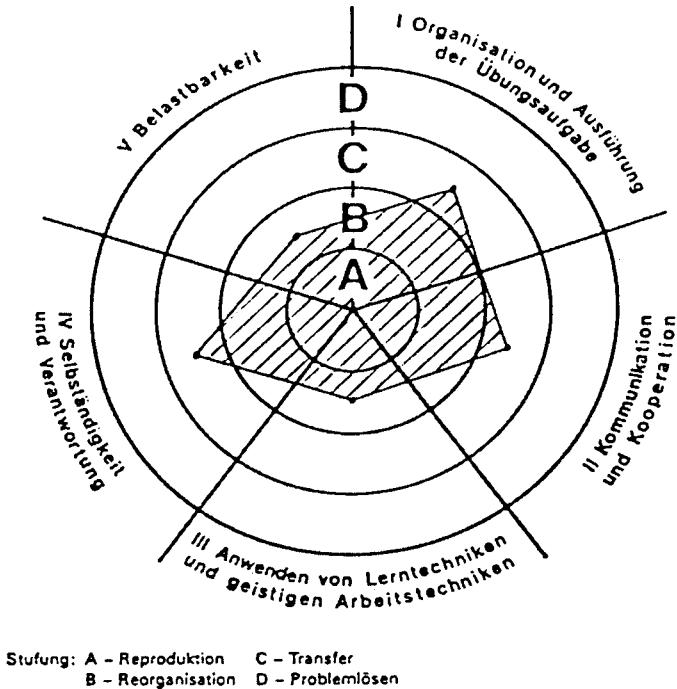 I Organisation und Ausführung
der Übungsaufgabe
V Belastbarkeit
D
C
B
A
IV Selbständigkeit
und Verantwortung
II Kommunikation
und Kooperation
III Anwenden von Lerntechniken
und geistigen Arbeitstechniken
Stufung: A – Reproduktion C – Transfer
B – Reorganisation D – Problemlösen